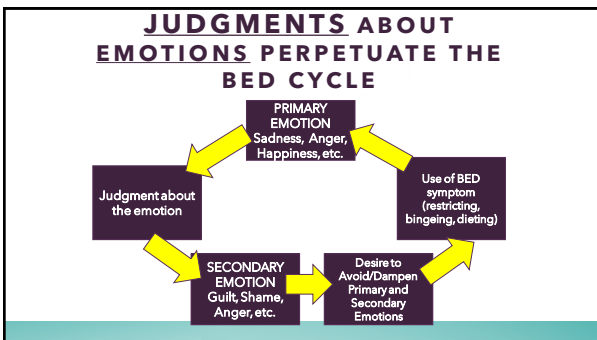 JUDGMENTS ABOUT
EMOTIONS PERPETUATE THE
BED CYCLE
PRIMARY
EMOTION
Sadness, Anger,
Happiness, etc.
Judgment about
the emotion
SECONDARY
EMOTION
Guilt, Shame,
Anger, etc.
Desire to
Avoid/Dampen
Primary and
Secondary
Emotions
Use of BED
symptom
(restricting,
bingeing, dieting)